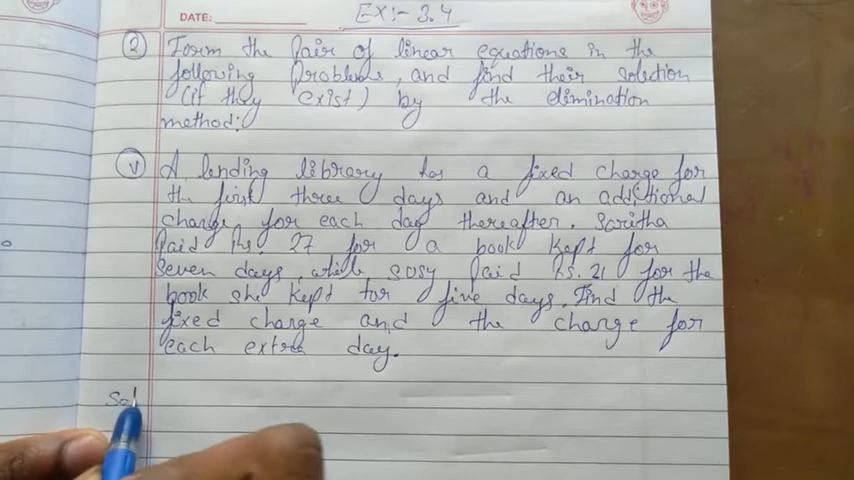 DATE:
EX:- 3.4
② Form the Pair of linear equations in the
following Problems, and find their solution
(if they exist) by the elimination
method:
(v) A lending library has a fixed charge for
the first three days and an additional
charge for each day thereafter. Saritha
Paid Rs. 27 for a book kept for
Seven days, while SUSY Paid Rs. 21 for the
book she kept for five days. Find the
fixed charge and the charge for
each extra day.
Sol